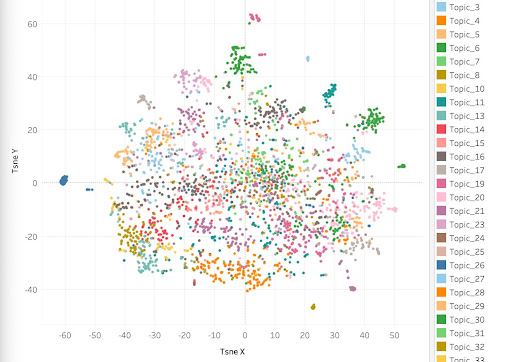 60
40
20
0
-20
-40
Tsne Y
-60
-50
-40
-30
-20
-10
0
10
20
30
40
50
Tsne X
Topic_3
Topic_4
Topic_5
Topic_6
Topic_7
Topic_8
Topic_10
Topic_11
Topic_13
Topic_14
Topic_15
Topic_16
Topic_17
Topic_19
Topic_20
Topic_21
Topic_23
Topic_24
Topic_25
Topic_26
Topic_27
Topic_28
Topic_29
Topic_30
Topic_31
Topic_32
Topic_33